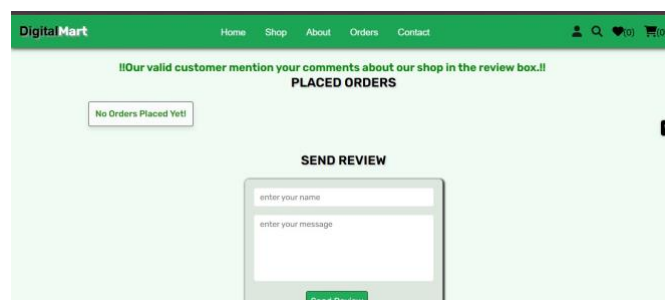 DigitalMart Home Shop About Orders Contact (0) (0
!!Our valid customer mention your comments about our shop in the review box.!!
PLACED ORDERS
No Orders Placed Yet!
SEND REVIEW
enter your name
enter your message
Send Review